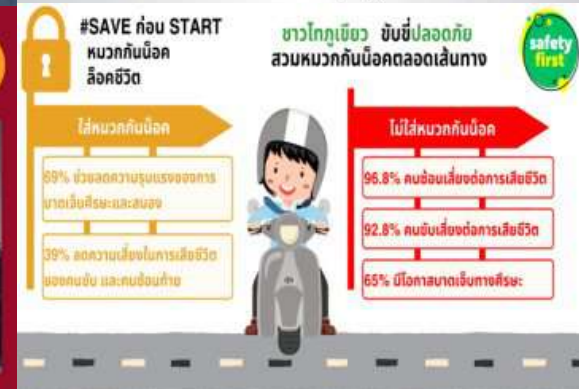 #SAVE ก่อน START
หมวกกันน็อค
ล็อคชีวิต
ชาวโกภูเขียว ขับขี่ปลอดภัย
สวมหมวกกันน็อคตลอดเส้นทาง
safety
first
ใส่หมวกกันน็อค
69% ช่วยลดความรุนแรงของการ
บาดเจ็บศีรษะและสมอง
39% ลดความเสี่ยงในการเสียชีวิต
ของคนขับ และคนซ้อนท้าย
ไม่ใส่หมวกกันน็อค
96.8% คนซ้อนเสี่ยงต่อการเสียชีวิต
92.8% คนขับเสี่ยงต่อการเสียชีวิต
65% มีโอกาสบาดเจ็บทางศีรษะ